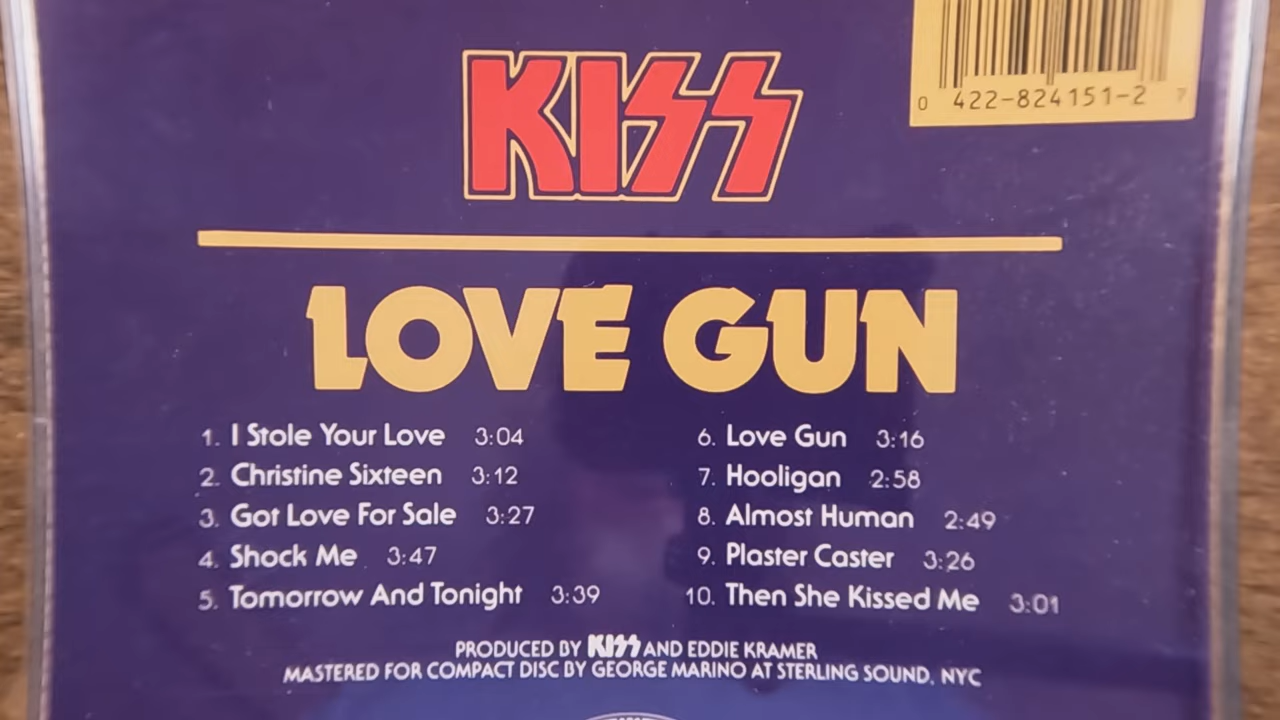 0 422-824151-2 7
KISS
LOVE GUN
1. I Stole Your Love 3:04
2. Christine Sixteen 3:12
3. Got Love For Sale 3:27
4. Shock Me 3:47
5. Tomorrow And Tonight 3:39
6. Love Gun 3:16
7. Hooligan 2:58
8. Almost Human 2:49
9. Plaster Caster 3:26
10. Then She Kissed Me 3:01
PRODUCED BY KISS AND EDDIE KRAMER
MASTERED FOR COMPACT DISC BY GEORGE MARINO AT STERLING SOUND, NYC